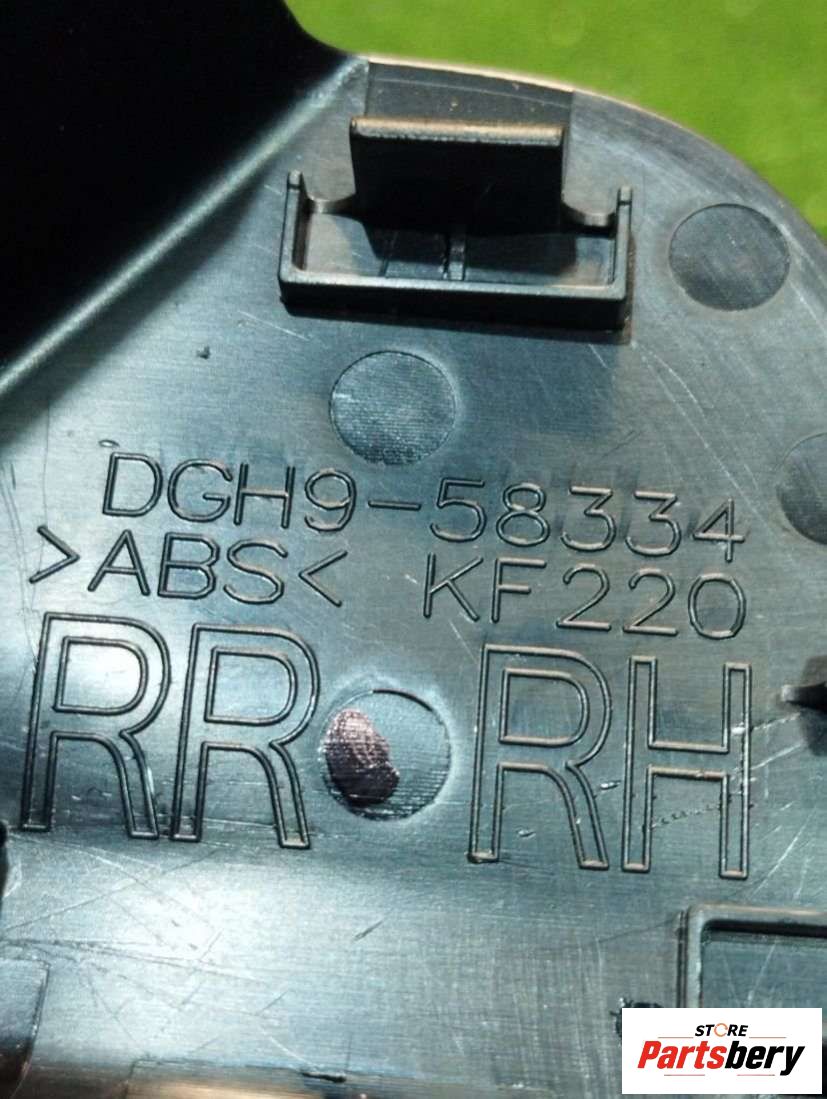 DGH9-58334
>ABS< KF220
RR RH
STORE
Partsbery